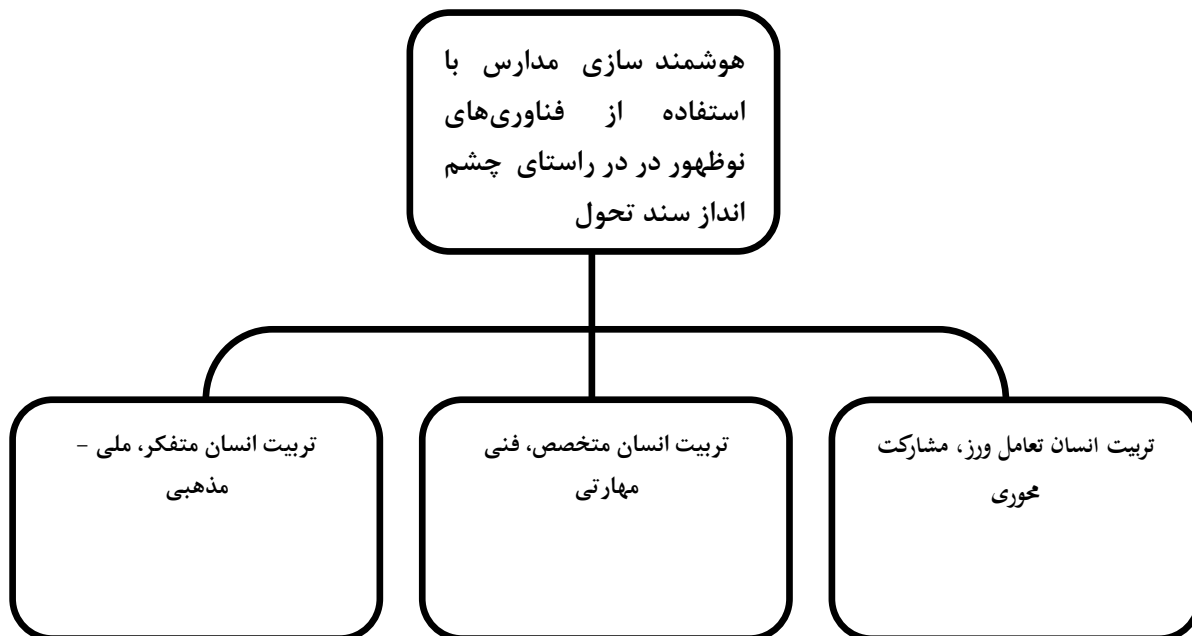 هوشمند سازی مدارس با
استفاده از فناوری‌های
نوظهور در در راستای چشم
انداز سند تحول
تربیت انسان تعامل ورز، مشارکت
محوری
تربیت انسان متخصص، فنی
مهارتی
تربیت انسان متفکر، ملی –
مذهبی